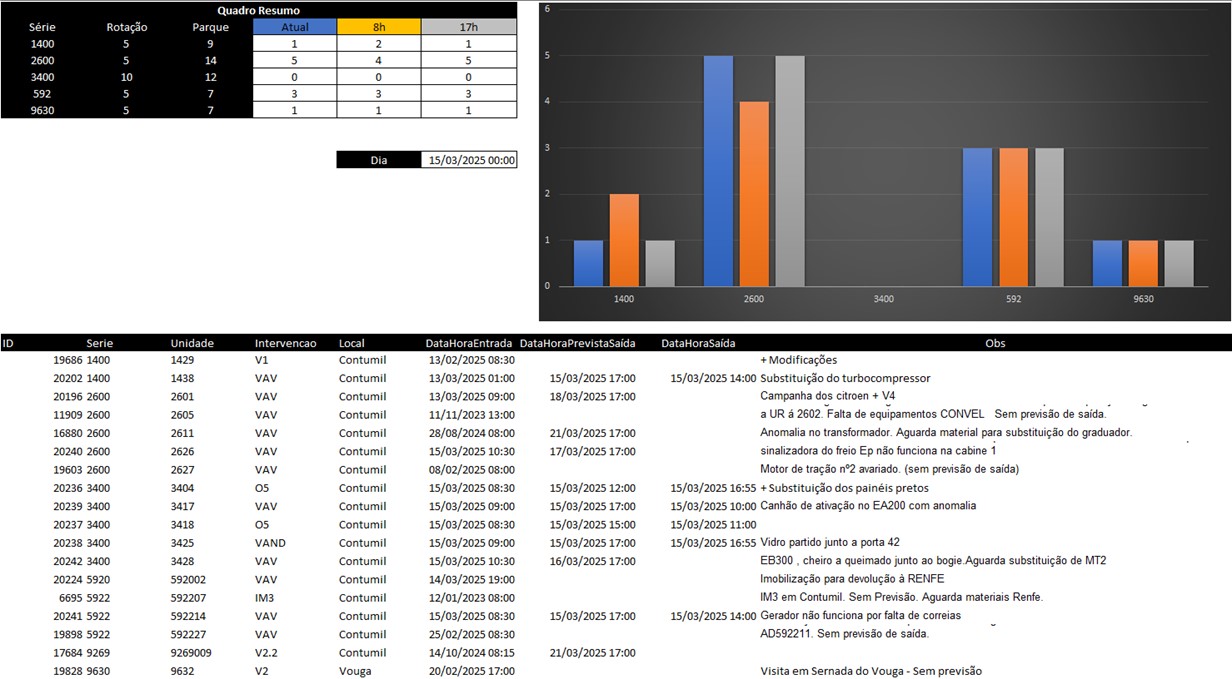 Quadro Resumo
Série Rotação Parque Atual 8h 17h
1400 5 9 1 2 1
2600 5 14 5 4 5
3400 10 12 0 0 0
592 5 7 3 3 3
9630 5 7 1 1 1
Dia 15/03/2025 00:00
6
5
4
3
2
1
0
1400 2600 3400 592 9630
ID Serie Unidade Intervencao Local DataHoraEntrada DataHoraPrevistaSaída DataHoraSaída Obs
19686 1400 1429 V1 Contumil 13/02/2025 08:30 + Modificações
20202 1400 1438 VAV Contumil 13/03/2025 01:00 15/03/2025 17:00 15/03/2025 14:00 Substituição do turbocompressor
20196 2600 2601 VAV Contumil 13/03/2025 09:00 18/03/2025 17:00 Campanha dos citroen + V4
11909 2600 2605 VAV Contumil 11/11/2023 13:00 a UR á 2602. Falta de equipamentos CONVEL Sem previsão de saída.
16880 2600 2611 VAV Contumil 28/08/2024 08:00 21/03/2025 17:00 Anomalia no transformador. Aguarda material para substituição do graduador.
20240 2600 2626 VAV Contumil 15/03/2025 10:30 17/03/2025 17:00 sinalizadora do freio Ep não funciona na cabine 1
19603 2600 2627 VAV Contumil 08/02/2025 08:00 Motor de tração nº2 avariado. (sem previsão de saída)
20236 3400 3404 O5 Contumil 15/03/2025 08:30 15/03/2025 12:00 15/03/2025 16:55 + Substituição dos painéis pretos
20239 3400 3417 VAV Contumil 15/03/2025 09:00 15/03/2025 17:00 15/03/2025 10:00 Canhão de ativação no EA200 com anomalia
20237 3400 3418 O5 Contumil 15/03/2025 08:30 15/03/2025 15:00 15/03/2025 11:00
20238 3400 3425 VAND Contumil 15/03/2025 09:00 15/03/2025 17:00 15/03/2025 16:55 Vidro partido junto a porta 42
20242 3400 3428 VAV Contumil 15/03/2025 10:30 16/03/2025 17:00 EB300 , cheiro a queimado junto ao bogie.Aguarda substituição de MT2
20224 5920 592002 VAV Contumil 14/03/2025 19:00 Imobilização para devolução à RENFE
6695 5922 592207 IM3 Contumil 12/01/2023 08:00 IM3 em Contumil. Sem Previsão. Aguarda materiais Renfe.
20241 5922 592214 VAV Contumil 15/03/2025 08:30 15/03/2025 17:00 15/03/2025 14:00 Gerador não funciona por falta de correias
19898 5922 592227 VAV Contumil 25/02/2025 08:30 AD592211. Sem previsão de saída.
17684 9269 9269009 V2.2 Contumil 14/10/2024 08:15 21/03/2025 17:00
19828 9630 9632 V2 Vouga 20/02/2025 17:00 Visita em Sernada do Vouga - Sem previsão